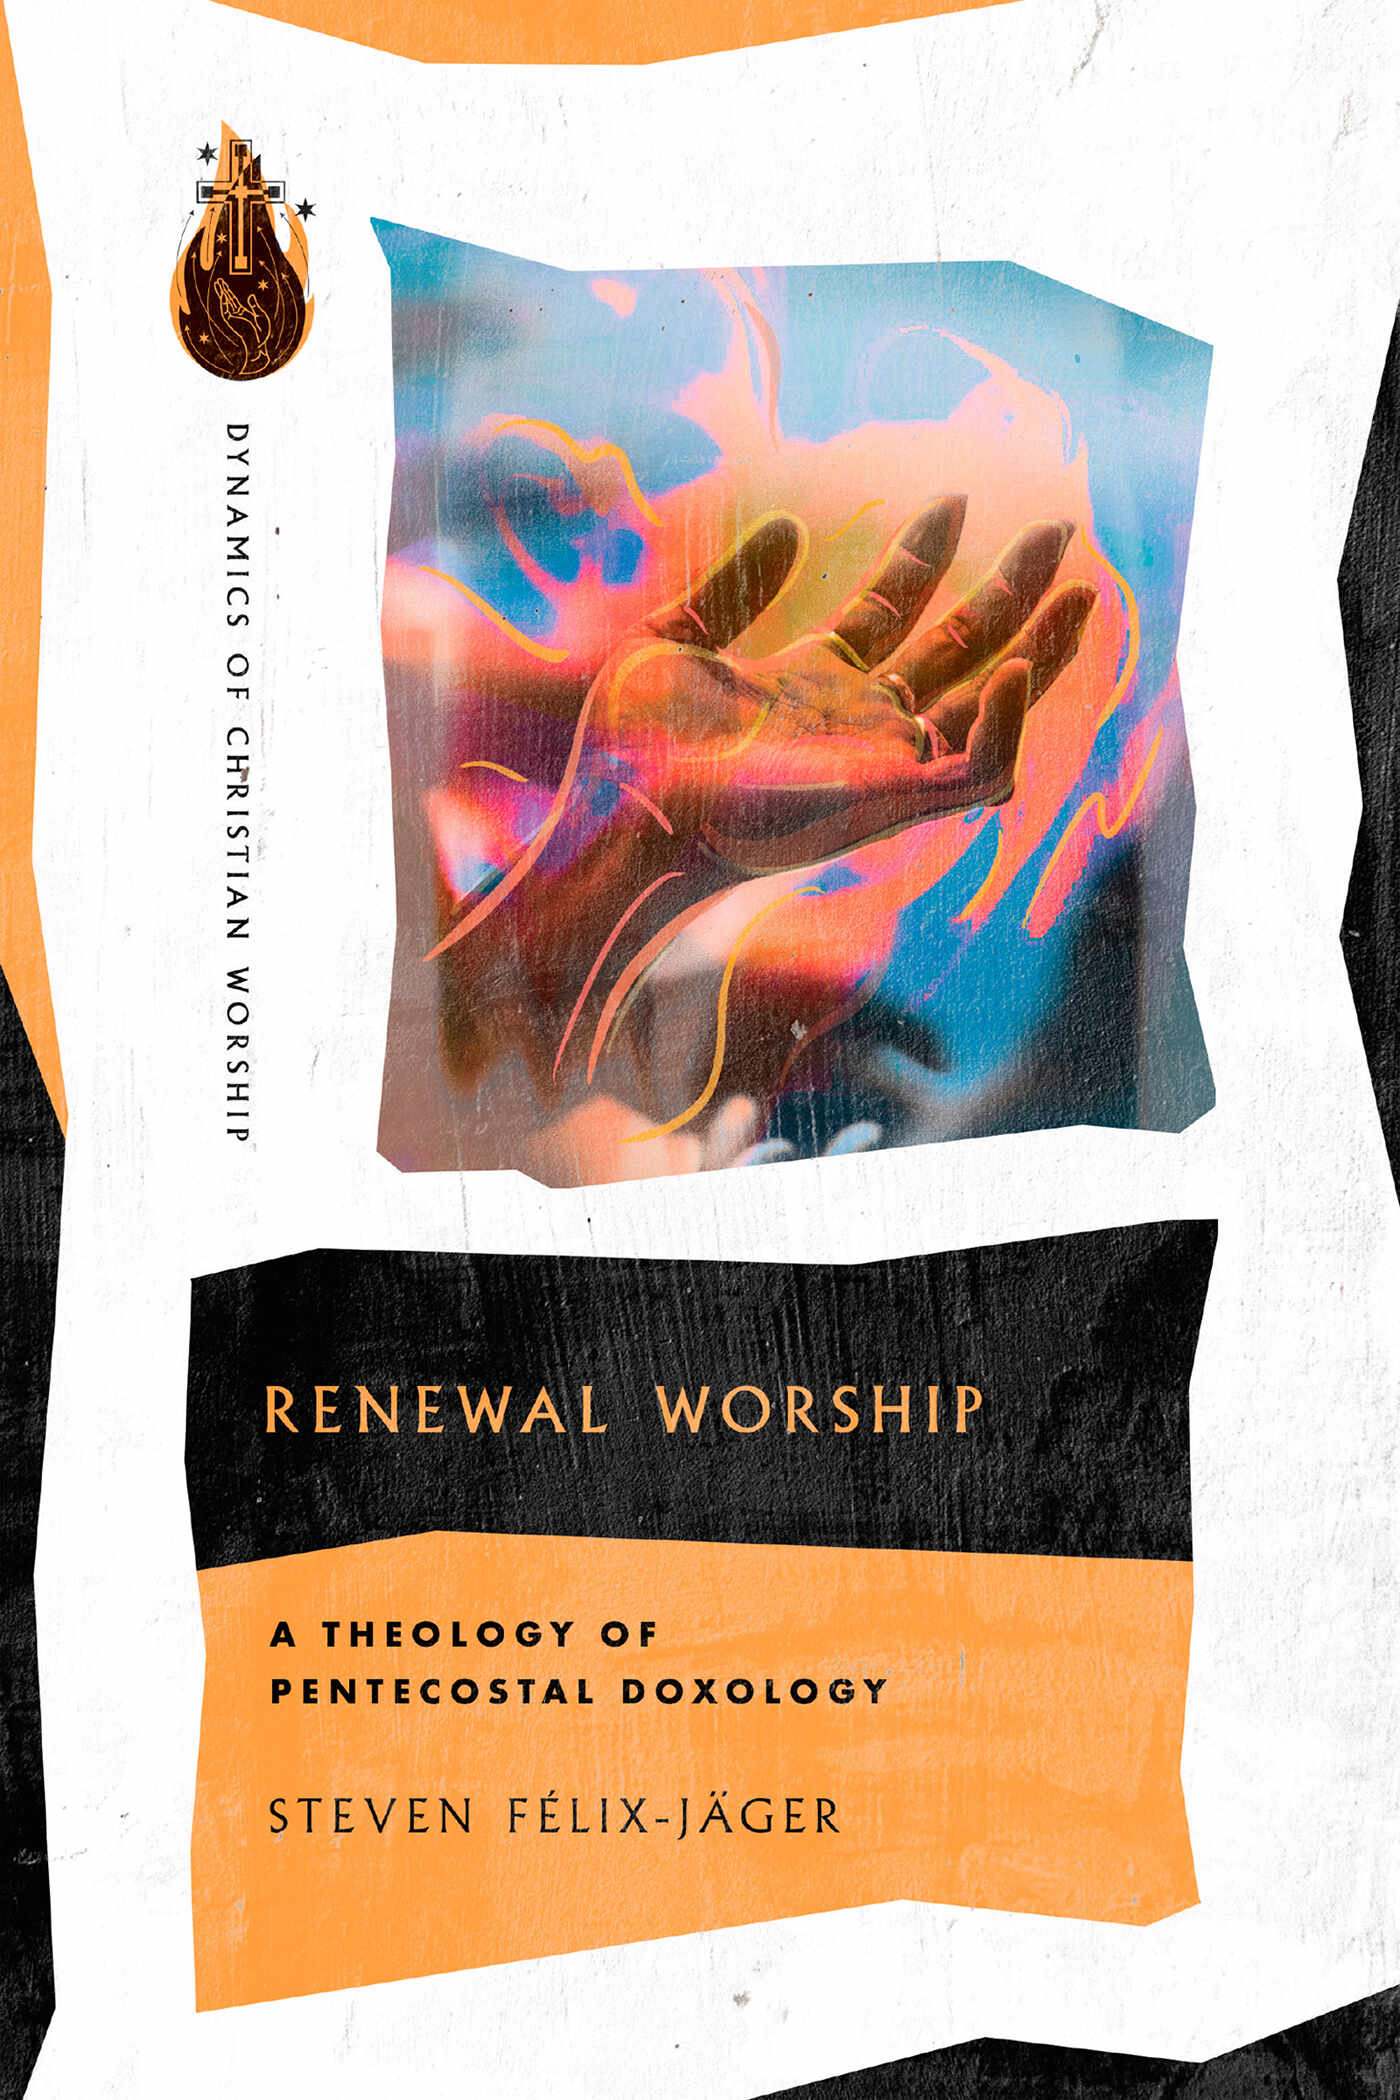 DYNAMICS OF CHRISTIAN WORSHIP
RENEWAL WORSHIP
A THEOLOGY OF
PENTECOSTAL DOXOLOGY
STEVEN FÉLIX-JÄGER